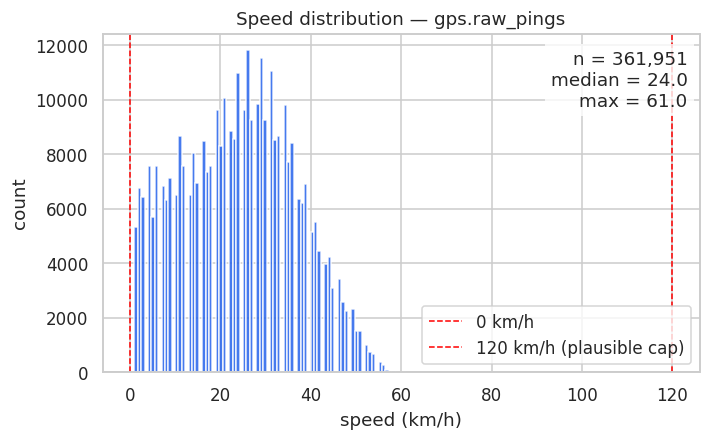 Speed distribution — gps.raw_pings
n = 361,951
median = 24.0
max = 61.0
12000
10000
8000
6000
4000
2000
0
count
0 km/h
120 km/h (plausible cap)
0 20 40 60 80 100 120
speed (km/h)